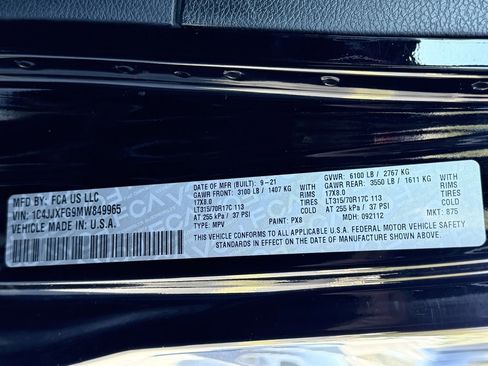 MFD BY: FCA US LLC
VIN: 1C4JJXFG9MW849965
VEHICLE MADE IN: U.S.A.
DATE OF MFR (BUILT) 9-21
GAWR FRONT: 3100 LB / 1407 KG
WITH RIMS TIRES
17X8.0
LT315/70R17C 113
AT 255 kPa / 37 PSI
TYPE: MPV
PAINT: PX8
GVWR: 6100 LB / 2767 KG
GAWR REAR: 3550 LB / 1611 KG
WITH RIMS TIRES
17X8.0
LT315/70R17C 113
AT 255 kPa / 37 PSI
MDH: 092112
MKT: 875
THIS VEHICLE CONFORMS TO ALL APPLICABLE U.S.A. FEDERAL MOTOR VEHICLE SAFETY
STANDARDS IN EFFECT ON THE DATE OF MANUFACTURE SHOWN ABOVE.